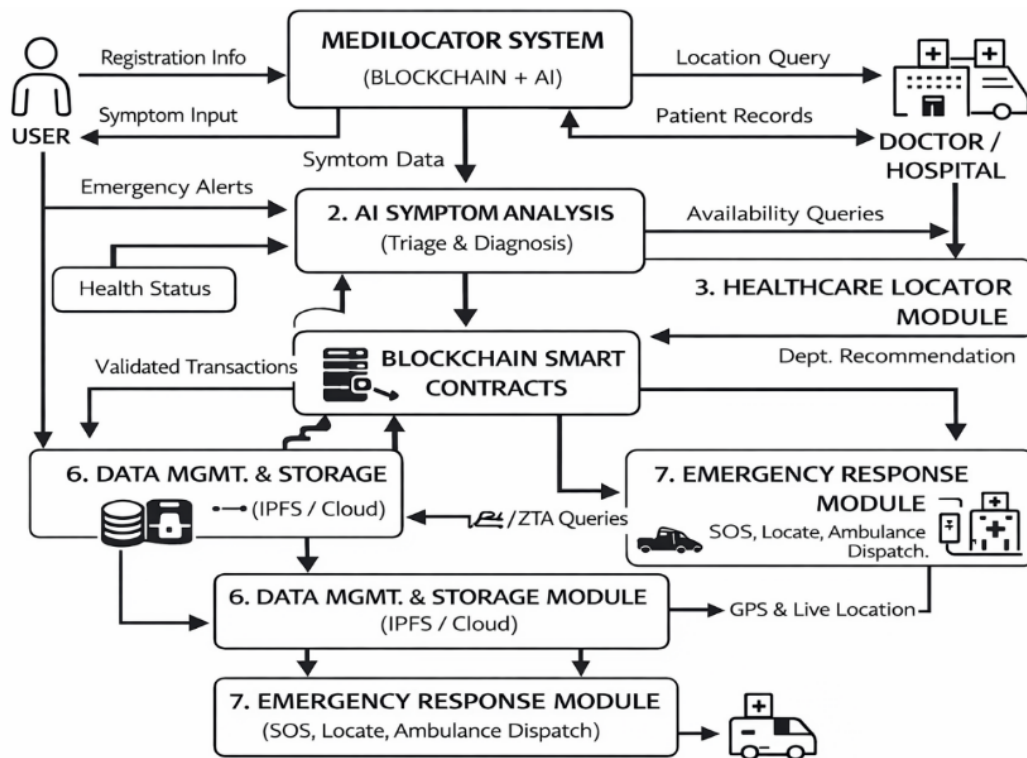 MEDILOCATOR SYSTEM
(BLOCKCHAIN + AI)
Registration Info
Location Query
Symptom Input
Patient Records
USER
DOCTOR /
HOSPITAL
Symtom Data
Emergency Alerts
2. AI SYMPTOM ANALYSIS
(Triage & Diagnosis)
Availability Queries
Health Status
3. HEALTHCARE LOCATOR
MODULE
BLOCKCHAIN SMART
CONTRACTS
Validated Transactions
Dept. Recommendation
6. DATA MGMT. & STORAGE
(IPFS / Cloud)
7. EMERGENCY RESPONSE
MODULE
SOS, Locate, Ambulance
Dispatch.
/ZTA Queries
6. DATA MGMT. & STORAGE MODULE
(IPFS / Cloud)
GPS & Live Location
7. EMERGENCY RESPONSE MODULE
(SOS, Locate, Ambulance Dispatch)